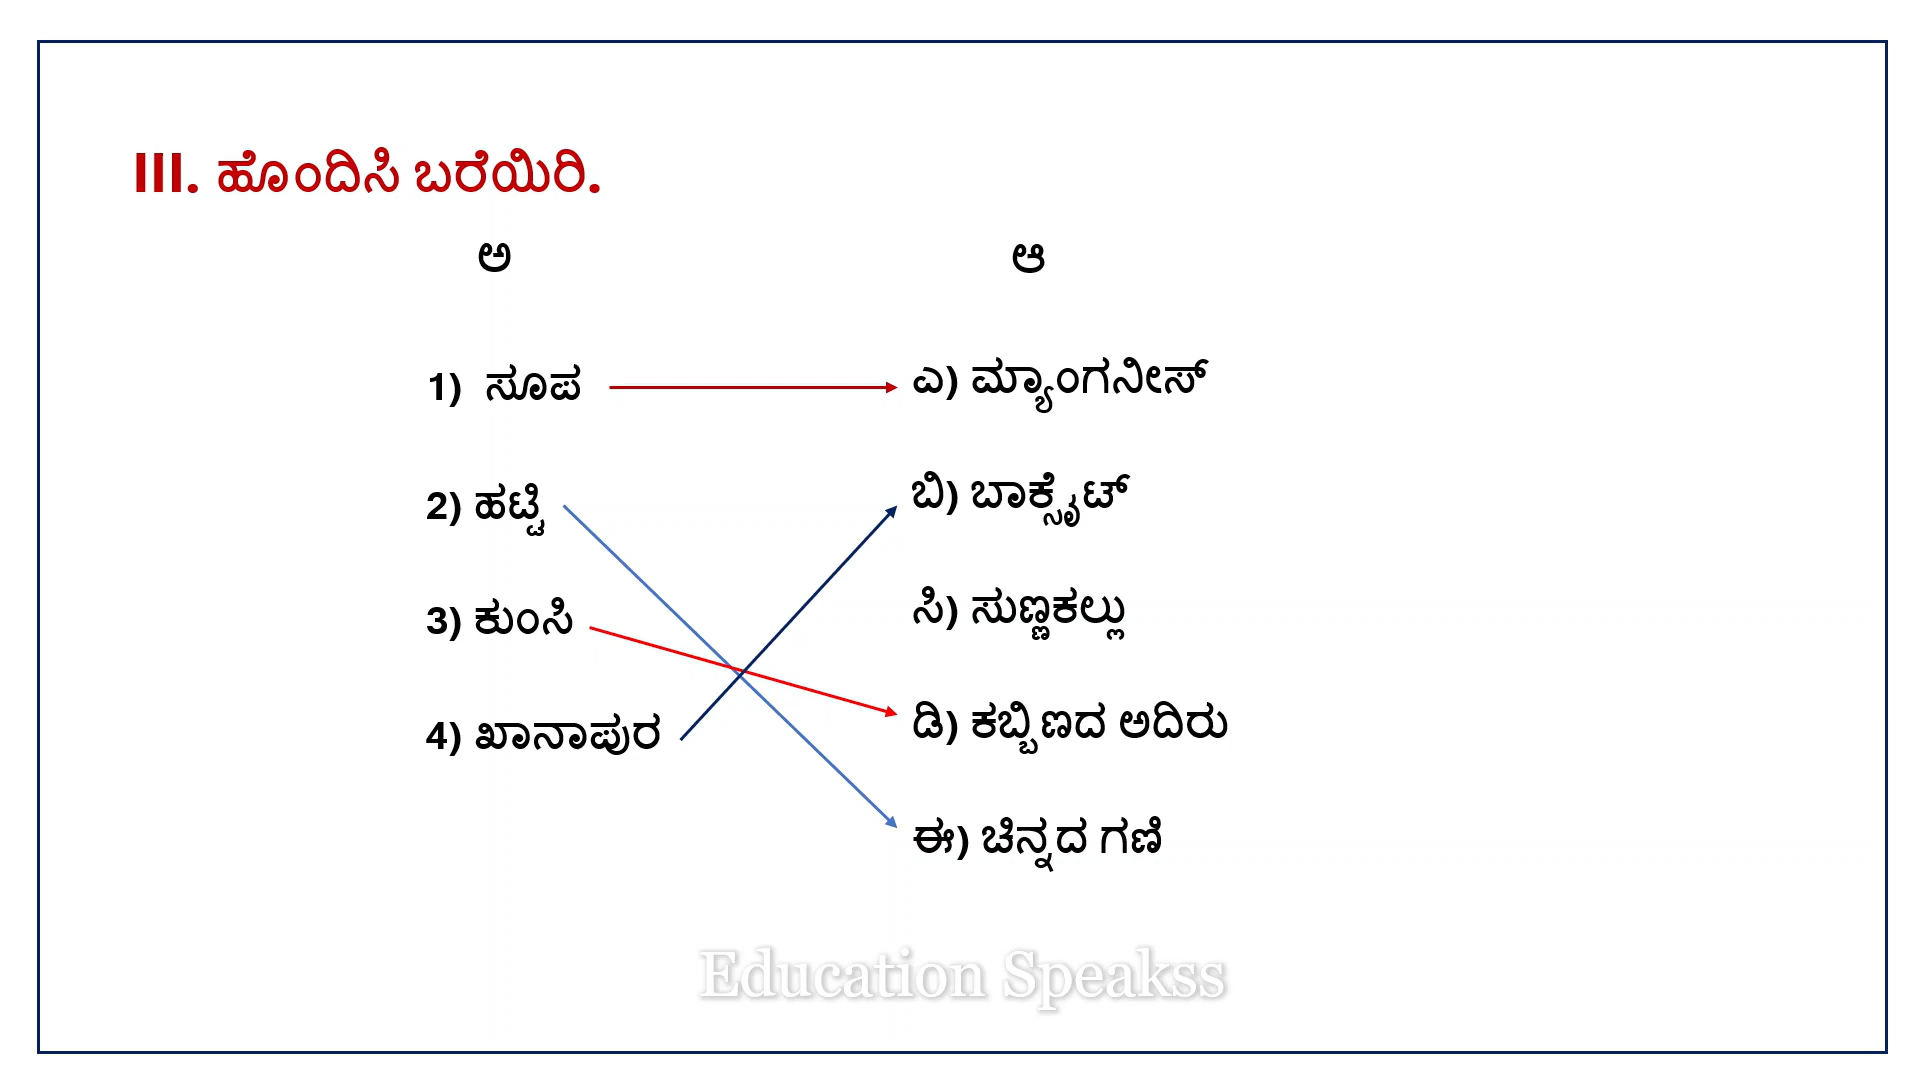 III. ಹೊಂದಿಸಿ ಬರೆಯಿರಿ.
ಅ ಆ
1) ಸೂಪ ಎ) ಮ್ಯಾಂಗನೀಸ್
2) ಹಟ್ಟಿ ಬಿ) ಬಾಕ್ಸೈಟ್
3) ಕುಂಸಿ ಸಿ) ಸುಣ್ಣಕಲ್ಲು
4) ಖಾನಾಪುರ ಡಿ) ಕಬ್ಬಿಣದ ಅದಿರು
ಈ) ಚಿನ್ನದ ಗಣಿ
Education Speakss